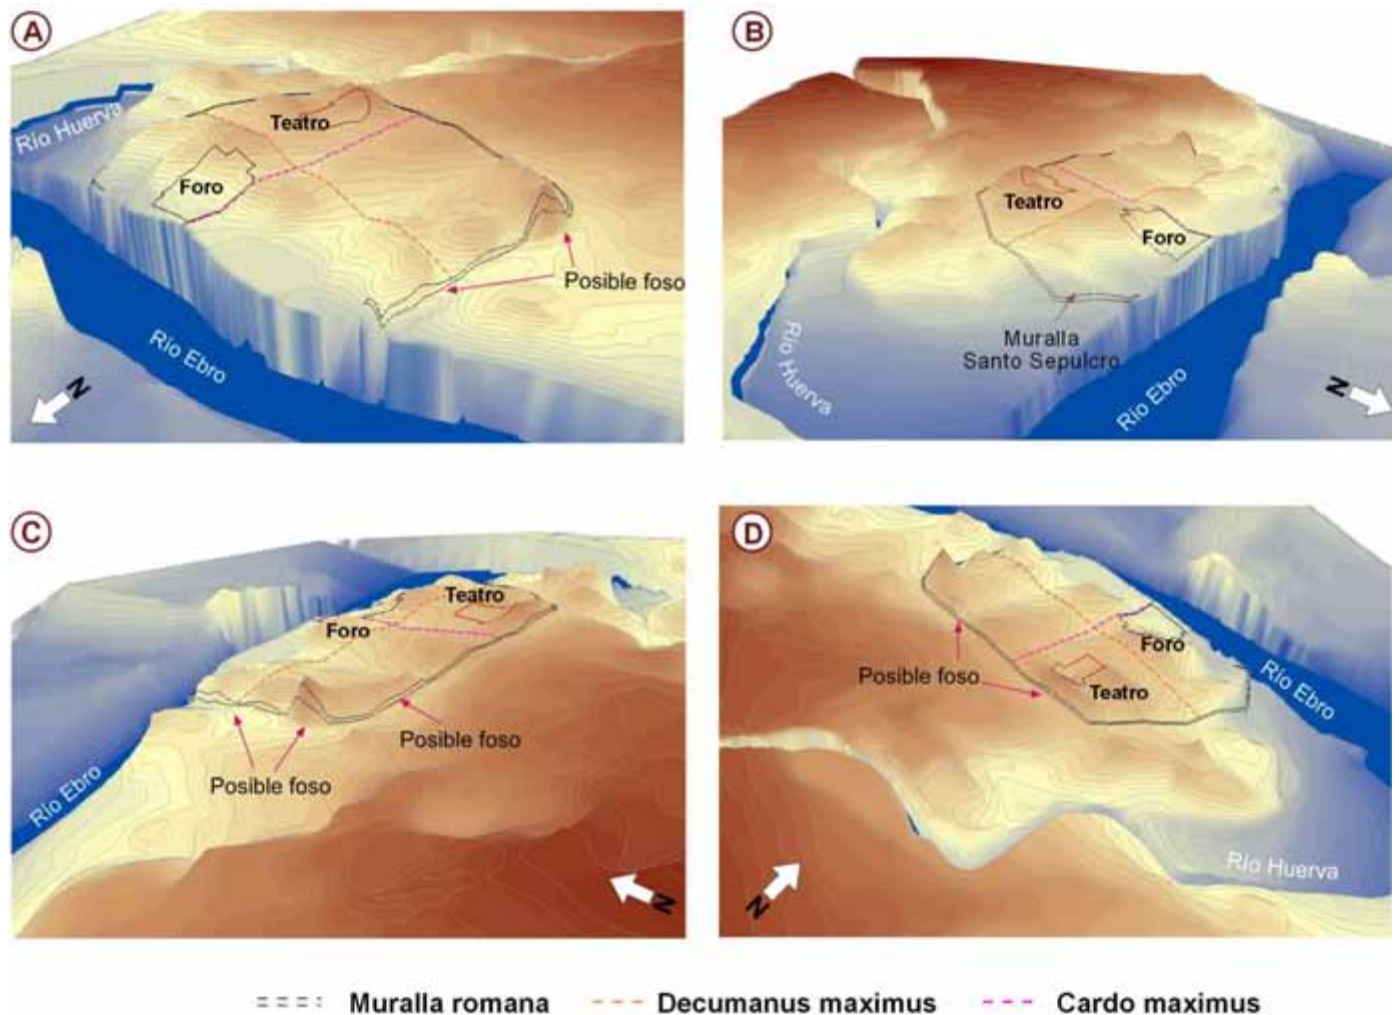 A
Río Huerva
Teatro
Foro
Posible foso
Río Ebro
N
B
Teatro
Foro
Muralla
Santo Sepulcro
Río Huerva
Río Ebro
N
C
Teatro
Foro
Posible foso
Posible foso
Río Ebro
N
D
Foro
Posible foso
Teatro
Río Ebro
Río Huerva
N
Muralla romana Decumanus maximus Cardo maximus